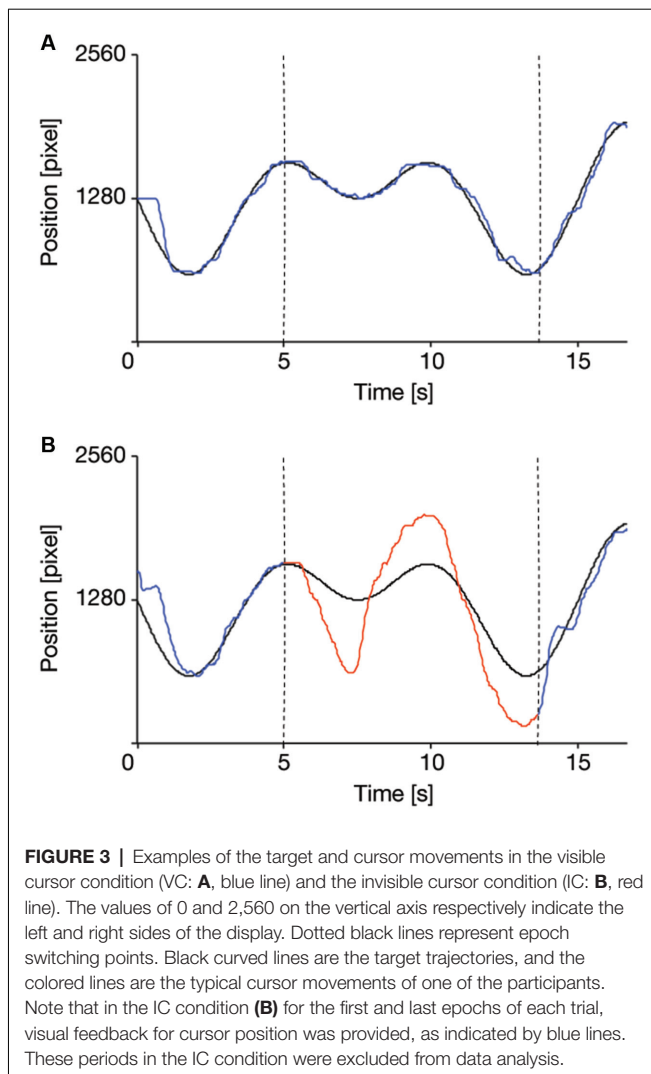 A
2560
Position [pixel]
1280
0 5 10 15
Time [s]
B
2560
Position [pixel]
1280
0 5 10 15
Time [s]
FIGURE 3 | Examples of the target and cursor movements in the visible
cursor condition (VC: A, blue line) and the invisible cursor condition (IC: B, red
line). The values of 0 and 2,560 on the vertical axis respectively indicate the
left and right sides of the display. Dotted black lines represent epoch
switching points. Black curved lines are the target trajectories, and the
colored lines are the typical cursor movements of one of the participants.
Note that in the IC condition (B) for the first and last epochs of each trial,
visual feedback for cursor position was provided, as indicated by blue lines.
These periods in the IC condition were excluded from data analysis.